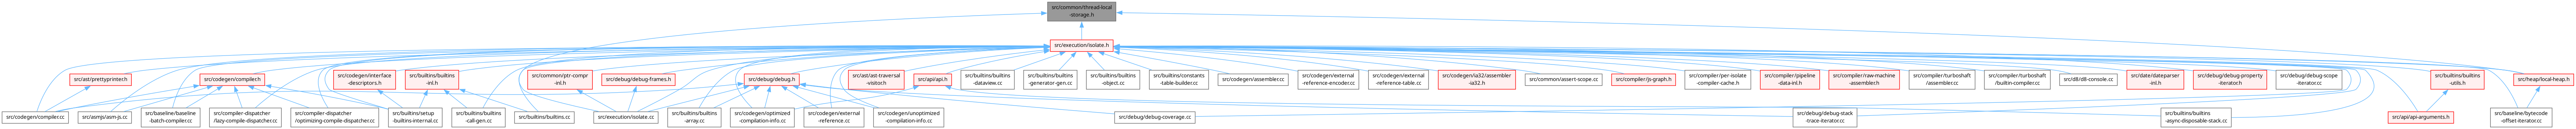 src/common/thread-local
-storage.h
src/execution/isolate.h
src/ast/prettyprinter.h
src/codegen/compiler.h
src/codegen/interface
-descriptors.h
src/builtins/builtins
-inl.h
src/common/ptr-compr
-inl.h
src/debug/debug-frames.h
src/debug/debug.h
src/ast/ast-traversal
-visitor.h
src/api/api.h
src/builtins/builtins
-dataview.cc
src/builtins/builtins
-generator-gen.cc
src/builtins/builtins
-object.cc
src/builtins/constants
-table-builder.cc
src/codegen/assembler.cc
src/codegen/external
-reference-encoder.cc
src/codegen/external
-reference-table.cc
src/codegen/ia32/assembler
-ia32.h
src/common/assert-scope.cc
src/compiler/js-graph.h
src/compiler/per-isolate
-compiler-cache.h
src/compiler/pipeline
-data-inl.h
src/compiler/raw-machine
-assembler.h
src/compiler/turboshaft
/assembler.cc
src/compiler/turboshaft
/builtin-compiler.cc
src/d8/d8-console.cc
src/date/dateparser
-inl.h
src/debug/debug-property
-iterator.h
src/debug/debug-scope
-iterator.cc
src/builtins/builtins
-utils.h
src/heap/local-heap.h
src/codegen/compiler.cc
src/asmjs/asm-js.cc
src/baseline/baseline
-batch-compiler.cc
src/compiler-dispatcher
/lazy-compile-dispatcher.cc
src/compiler-dispatcher
/optimizing-compile-dispatcher.cc
src/builtins/setup
-builtins-internal.cc
src/builtins/builtins
-call-gen.cc
src/builtins/builtins.cc
src/execution/isolate.cc
src/builtins/builtins
-array.cc
src/codegen/optimized
-compilation-info.cc
src/codegen/external
-reference.cc
src/codegen/unoptimized
-compilation-info.cc
src/debug/debug-coverage.cc
src/debug/debug-stack
-trace-iterator.cc
src/builtins/builtins
-async-disposable-stack.cc
src/api/api-arguments.h
src/baseline/bytecode
-offset-iterator.cc